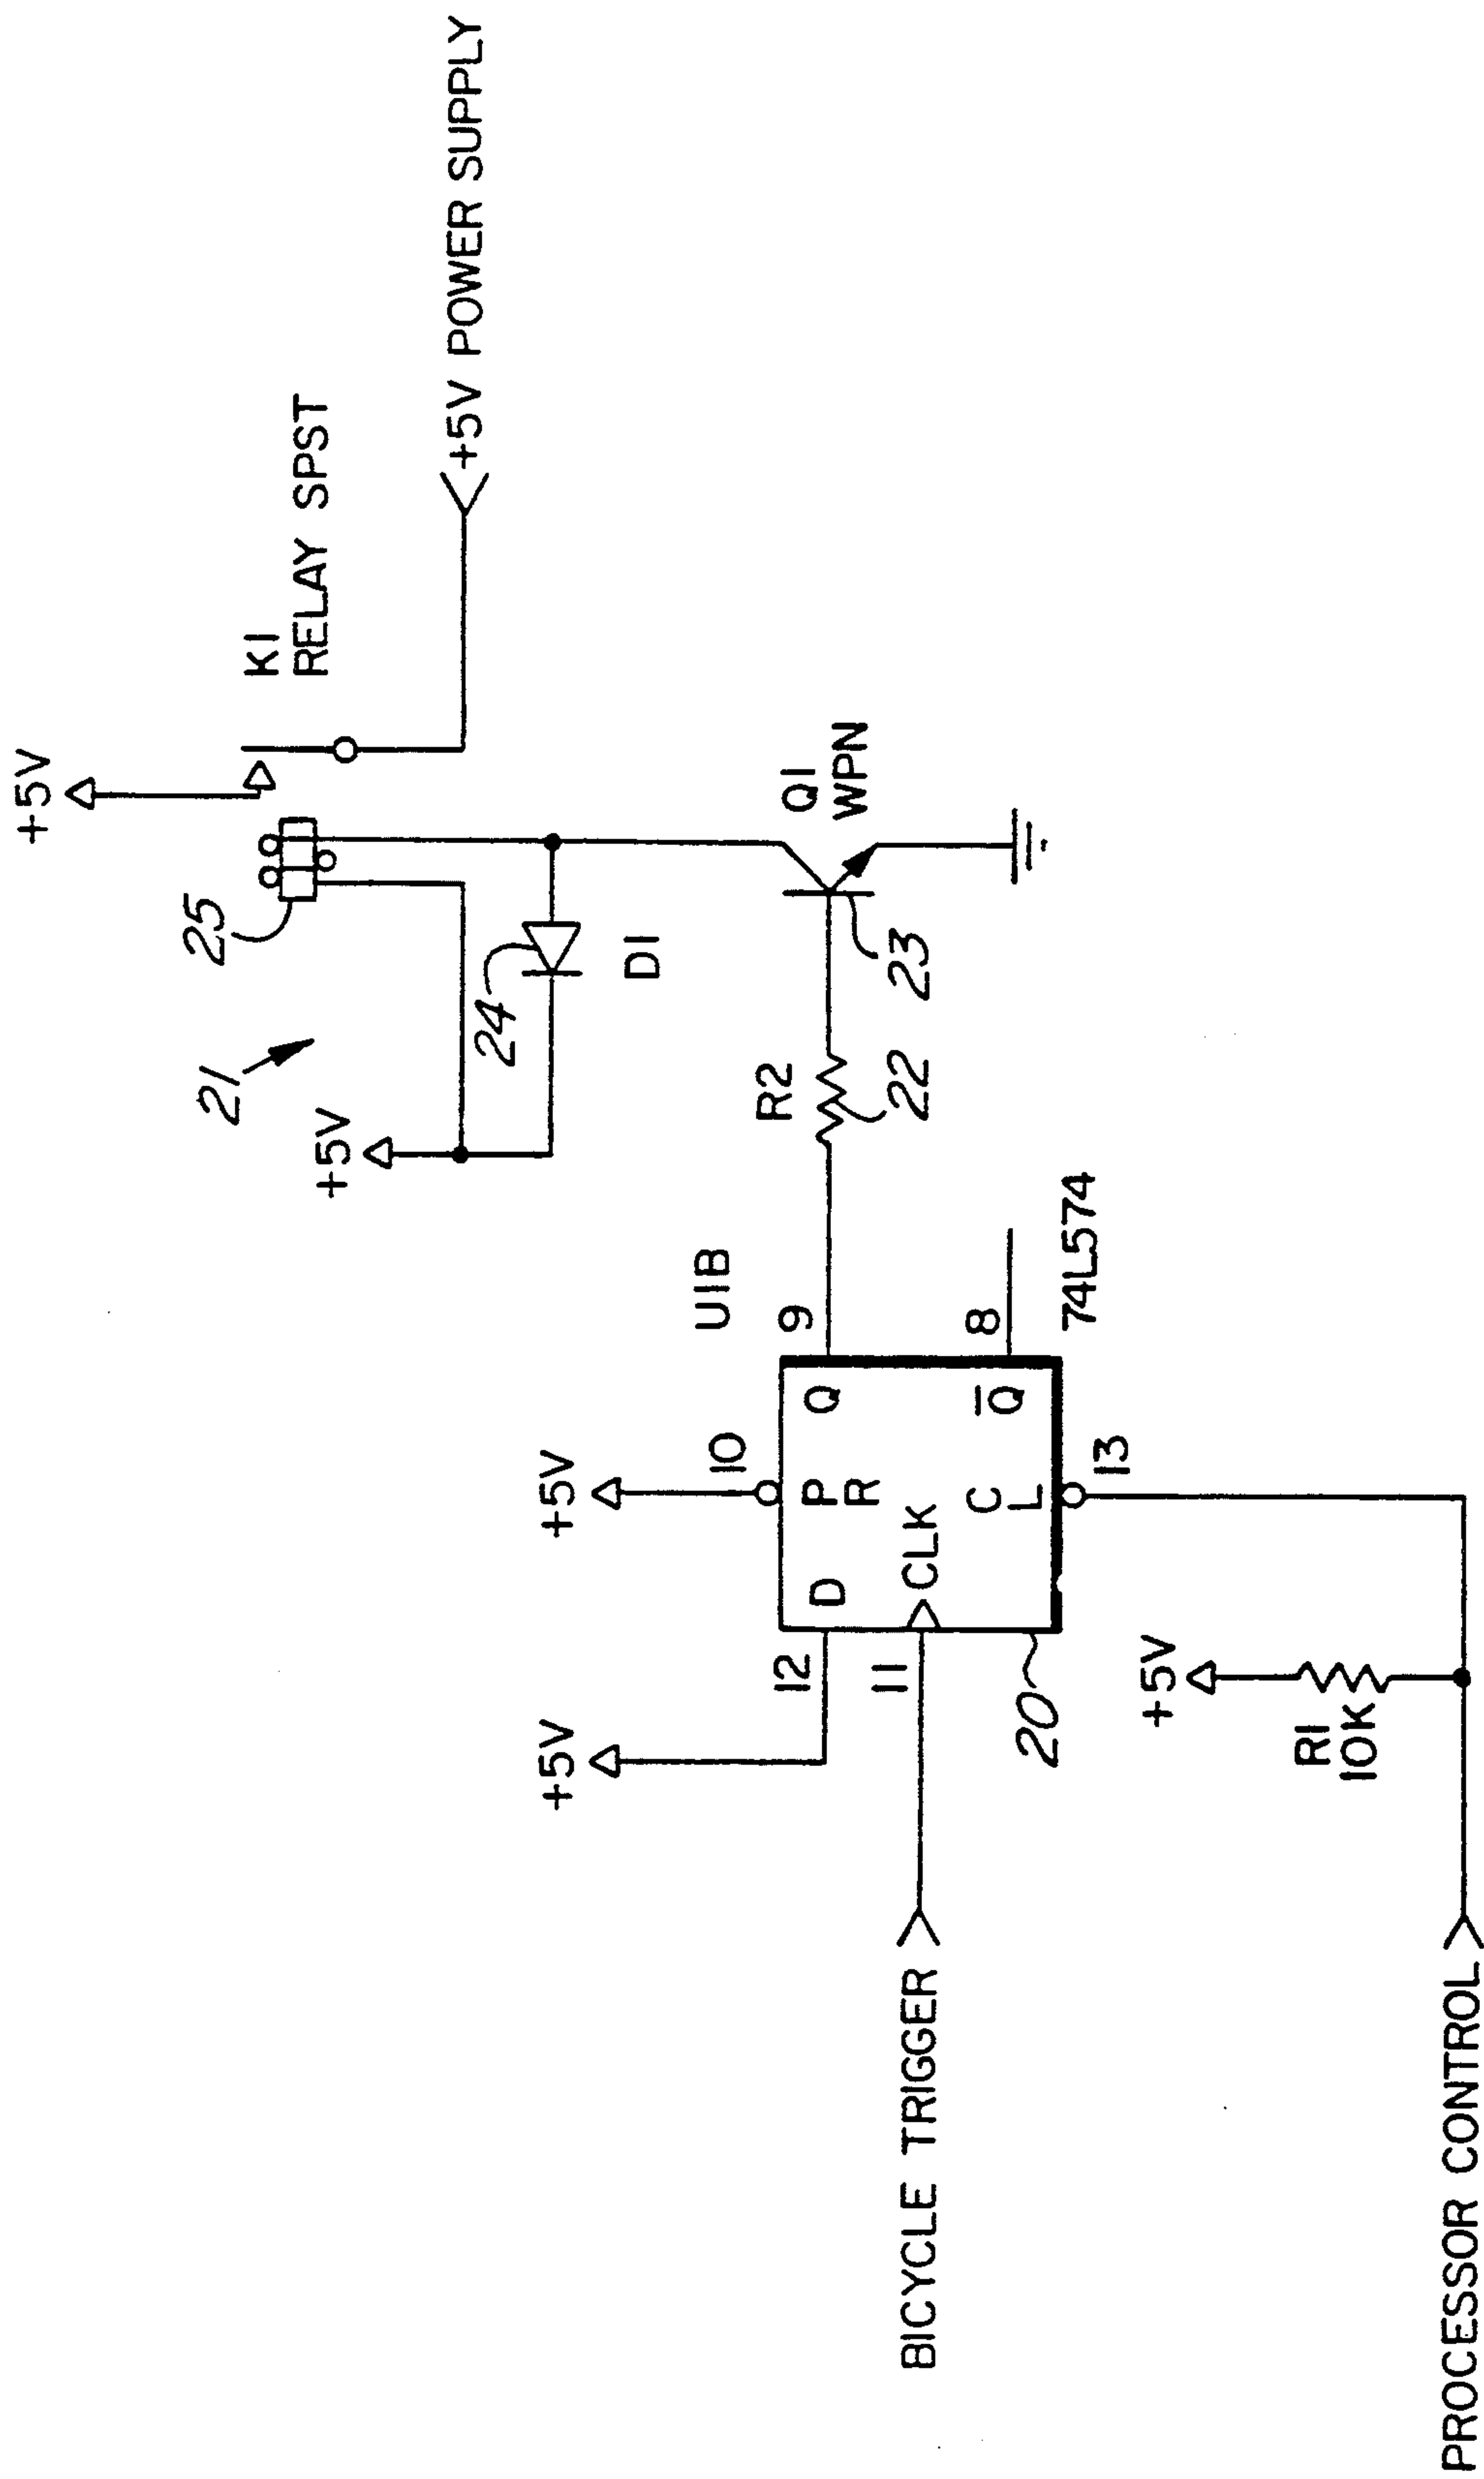 +5V
K1
RELAY SPST
25
21
+5V
+5V POWER SUPPLY
24
D1
+5V
+5V
U1B
R2
Q1
WPN
12
10
9
D
P
R
Q
22
23
BICYCLE TRIGGER
11
CLK
C
L
Q
8
20
13
74L574
+5V
R1
10K
PROCESSOR CONTROL